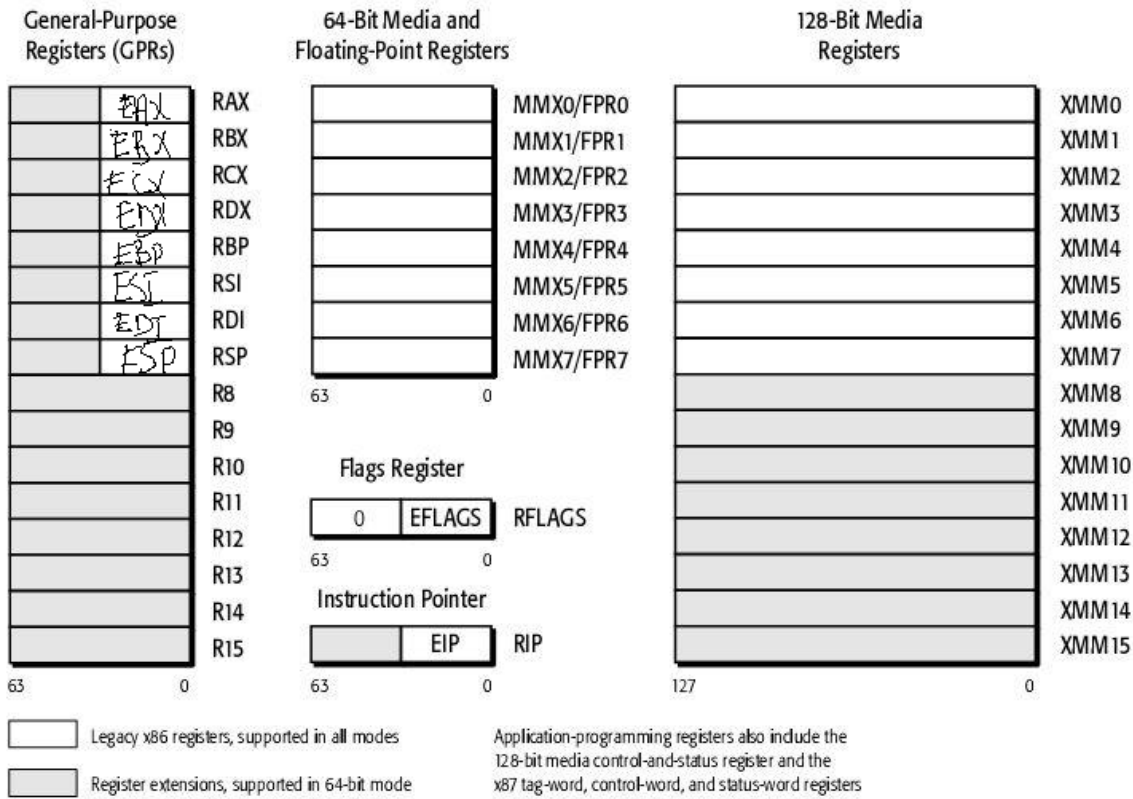 General-Purpose
Registers (GPRs)
EAX RAX
EBX RBX
ECX RCX
EDX RDX
EBP RBP
ESI RSI
EDI RDI
ESP RSP
R8
R9
R10
R11
R12
R13
R14
R15
63 0
64-Bit Media and
Floating-Point Registers
MMX0/FPR0
MMX1/FPR1
MMX2/FPR2
MMX3/FPR3
MMX4/FPR4
MMX5/FPR5
MMX6/FPR6
MMX7/FPR7
63 0
Flags Register
0 EFLAGS RFLAGS
63 0
Instruction Pointer
EIP RIP
63 0
128-Bit Media
Registers
XMM0
XMM1
XMM2
XMM3
XMM4
XMM5
XMM6
XMM7
XMM8
XMM9
XMM10
XMM11
XMM12
XMM13
XMM14
XMM15
127 0
Legacy x86 registers, supported in all modes
Register extensions, supported in 64-bit mode
Application-programming registers also include the
128-bit media control-and-status register and the
x87 tag-word, control-word, and status-word registers